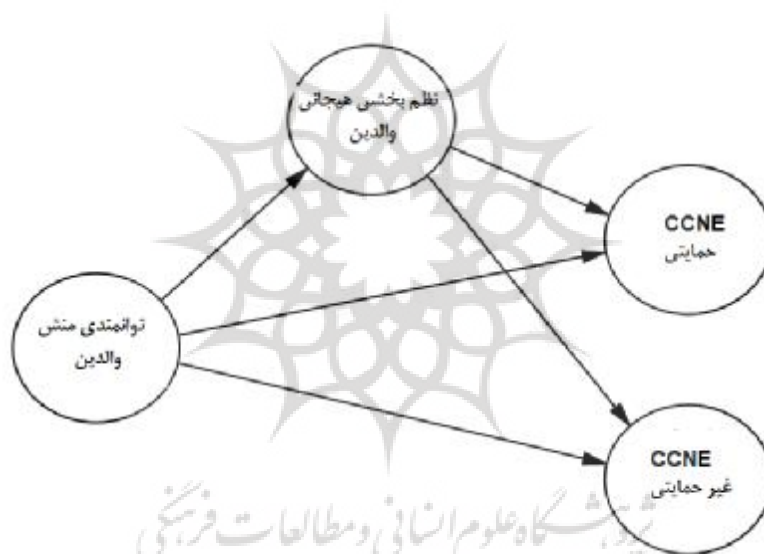 نظم بخشی هیجانی
والدین
CCNE
حمایتی
توانمندی منش
والدین
CCNE
غیر حمایتی
پژوهشگاه علوم انسانی و مطالعات فرهنگی